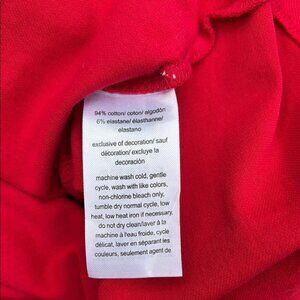 94% cotton/ coton/ algodón
6% elastane/ élasthanne/
elastano
exclusive of decoration/ sauf
décoration/ excluye la
decoración
machine wash cold, gentle
cycle, wash with like colors,
non-chlorine bleach only,
tumble dry normal cycle, low
heat, low heat iron if necessary,
do not dry clean/laver à la
machine à l'eau froide, cycle
délicat, laver en séparant les
couleurs, seulement agent de